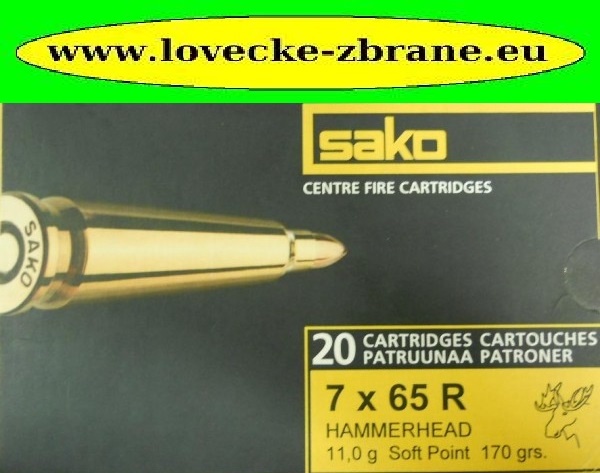 www.lovecke-zbrane.eu
sako
CENTRE FIRE CARTRIDGES
SAKO
20 CARTRIDGES CARTOUCHES
PATRUUNAA PATRONER
7 x 65 R
HAMMERHEAD
11,0 g Soft Point 170 grs.